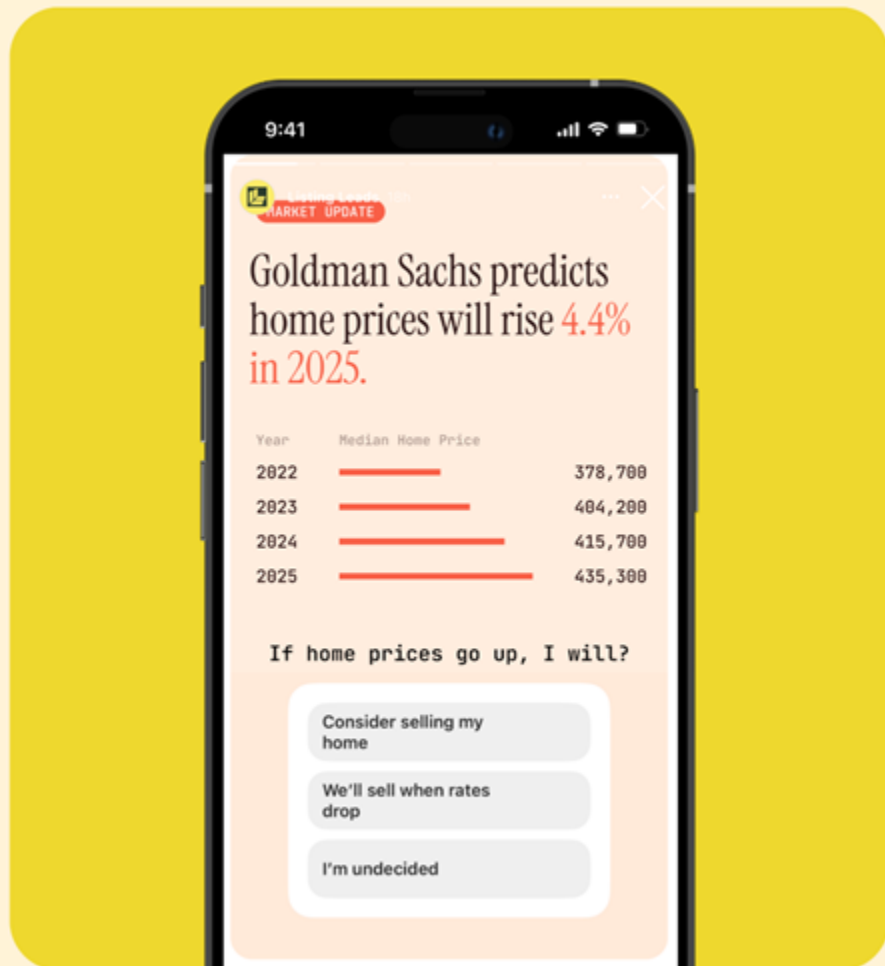 9:41
Listing Leads
MARKET UPDATE
Goldman Sachs predicts
home prices will rise 4.4%
in 2025.
Year Median Home Price
2022 378,700
2023 404,200
2024 415,700
2025 435,300
If home prices go up, I will?
Consider selling my
home
We'll sell when rates
drop
I'm undecided